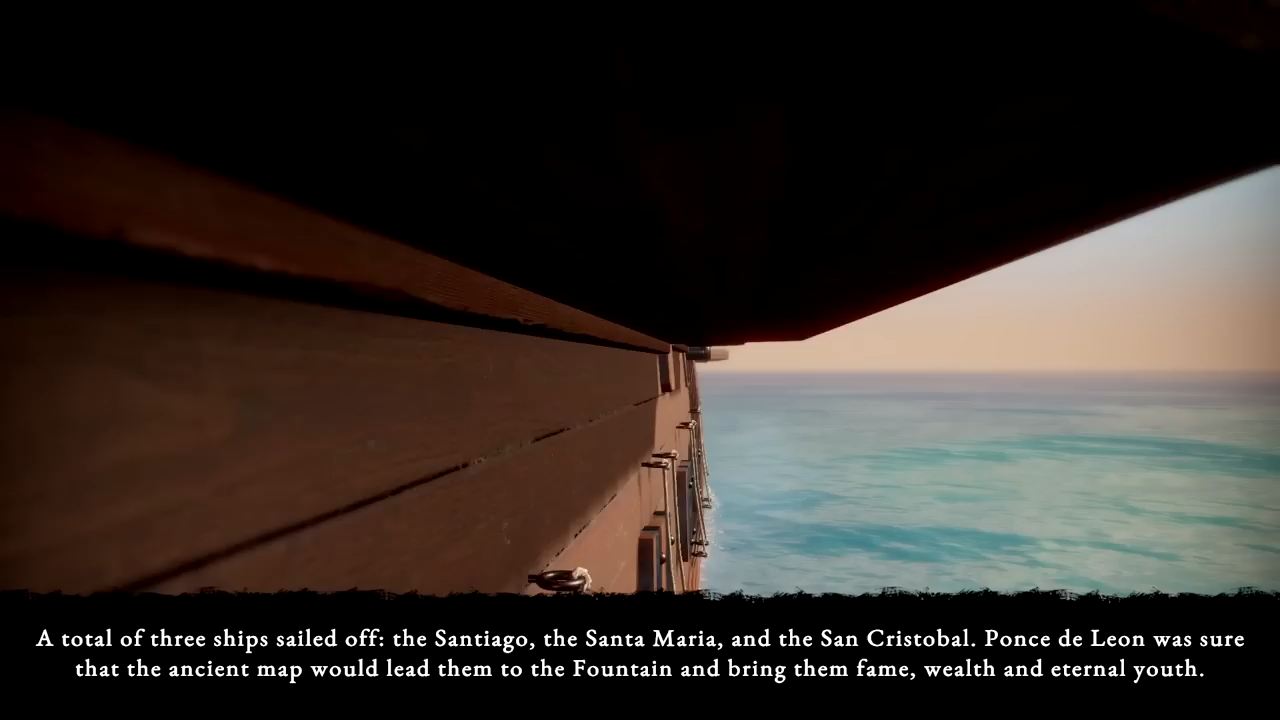 A total of three ships sailed off: the Santiago, the Santa Maria, and the San Cristobal. Ponce de Leon was sure
that the ancient map would lead them to the Fountain and bring them fame, wealth and eternal youth.